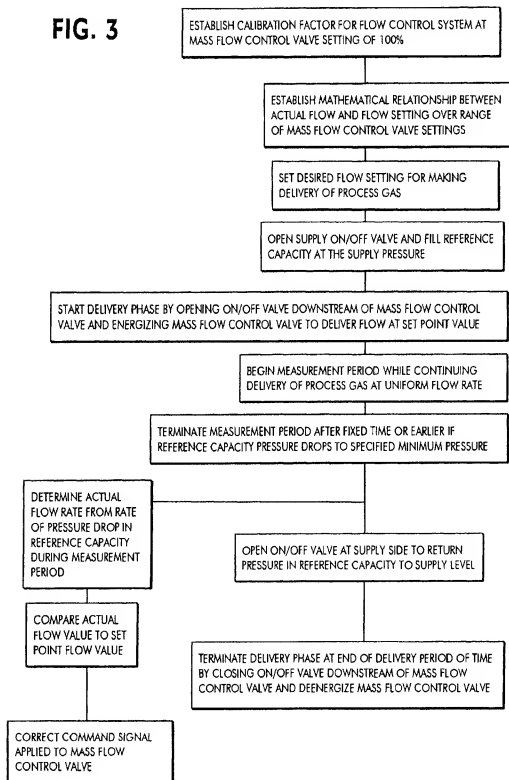 FIG. 3
ESTABLISH CALIBRATION FACTOR FOR FLOW CONTROL SYSTEM AT
MASS FLOW CONTROL VALVE SETTING OF 100%
ESTABLISH MATHEMATICAL RELATIONSHIP BETWEEN
ACTUAL FLOW AND FLOW SETTING OVER RANGE
OF MASS FLOW CONTROL VALVE SETTINGS
SET DESIRED FLOW SETTING FOR MAKING
DELIVERY OF PROCESS GAS
OPEN SUPPLY ON/OFF VALVE AND FILL REFERENCE
CAPACITY AT THE SUPPLY PRESSURE
START DELIVERY PHASE BY OPENING ON/OFF VALVE DOWNSTREAM OF MASS FLOW CONTROL
VALVE AND ENERGIZING MASS FLOW CONTROL VALVE TO DELIVER FLOW AT SET POINT VALUE
BEGIN MEASUREMENT PERIOD WHILE CONTINUING
DELIVERY OF PROCESS GAS AT UNIFORM FLOW RATE
TERMINATE MEASUREMENT PERIOD AFTER FIXED TIME OR EARLIER IF
REFERENCE CAPACITY PRESSURE DROPS TO SPECIFIED MINIMUM PRESSURE
DETERMINE ACTUAL
FLOW RATE FROM RATE
OF PRESSURE DROP IN
REFERENCE CAPACITY
DURING MEASUREMENT
PERIOD
OPEN ON/OFF VALVE AT SUPPLY SIDE TO RETURN
PRESSURE IN REFERENCE CAPACITY TO SUPPLY LEVEL
COMPARE ACTUAL
FLOW VALUE TO SET
POINT FLOW VALUE
TERMINATE DELIVERY PHASE AT END OF DELIVERY PERIOD OF TIME
BY CLOSING ON/OFF VALVE DOWNSTREAM OF MASS FLOW
CONTROL VALVE AND DEENERGIZE MASS FLOW CONTROL VALVE
CORRECT COMMAND SIGNAL
APPLIED TO MASS FLOW
CONTROL VALVE